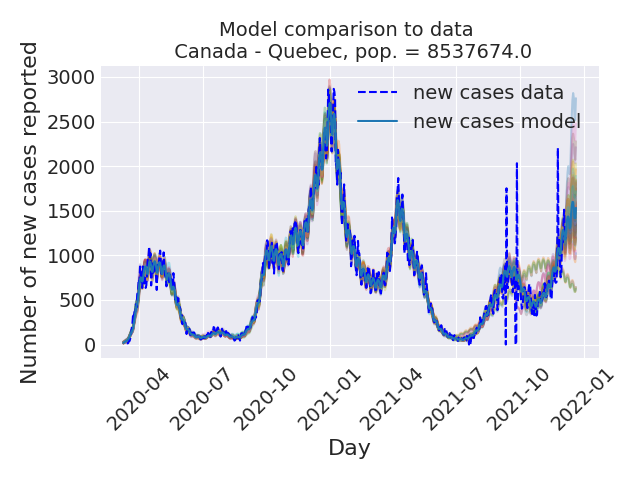 Model comparison to data
Canada - Quebec, pop. = 8537674.0
Number of new cases reported
3000
2500
2000
1500
1000
500
0
new cases data
new cases model
2020-04
2020-07
2020-10
2021-01
2021-04
2021-07
2021-10
2022-01
Day